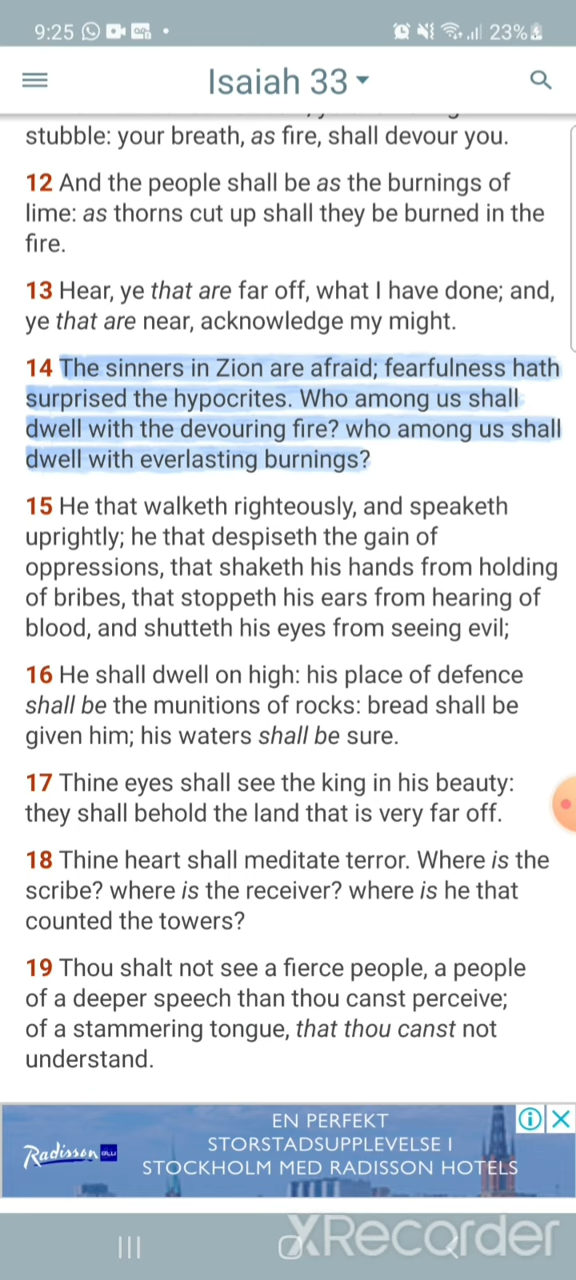 9:25 23%
Isaiah 33
stubble: your breath, as fire, shall devour you.
12 And the people shall be as the burnings of
lime: as thorns cut up shall they be burned in the
fire.
13 Hear, ye that are far off, what I have done; and,
ye that are near, acknowledge my might.
14 The sinners in Zion are afraid; fearfulness hath
surprised the hypocrites. Who among us shall
dwell with the devouring fire? who among us shall
dwell with everlasting burnings?
15 He that walketh righteously, and speaketh
uprightly; he that despiseth the gain of
oppressions, that shaketh his hands from holding
of bribes, that stoppeth his ears from hearing of
blood, and shutteth his eyes from seeing evil;
16 He shall dwell on high: his place of defence
shall be the munitions of rocks: bread shall be
given him; his waters shall be sure.
17 Thine eyes shall see the king in his beauty:
they shall behold the land that is very far off.
18 Thine heart shall meditate terror. Where is the
scribe? where is the receiver? where is he that
counted the towers?
19 Thou shalt not see a fierce people, a people
of a deeper speech than thou canst perceive;
of a stammering tongue, that thou canst not
understand.
EN PERFEKT
Radisson BLU STORSTADSUPPLEVELSE I
STOCKHOLM MED RADISSON HOTELS
XRecorder